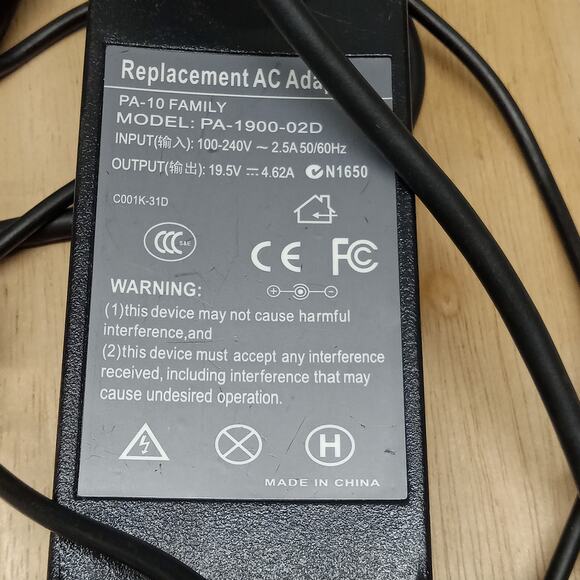 Replacement AC
PA-10 FAMILY
MODEL: PA-1900-02D
INPUT(输入): 100-240V ~ 2.5A 50/60Hz
OUTPUT(输出): 19.5V ⎓ 4.62A N1650
C001K-31D
CCC S&E
CE FC
WARNING:
(1)this device may not cause harmful
interference,and
(2)this device must accept any interference
received, including interference that may
cause undesired operation.
H
MADE IN CHINA